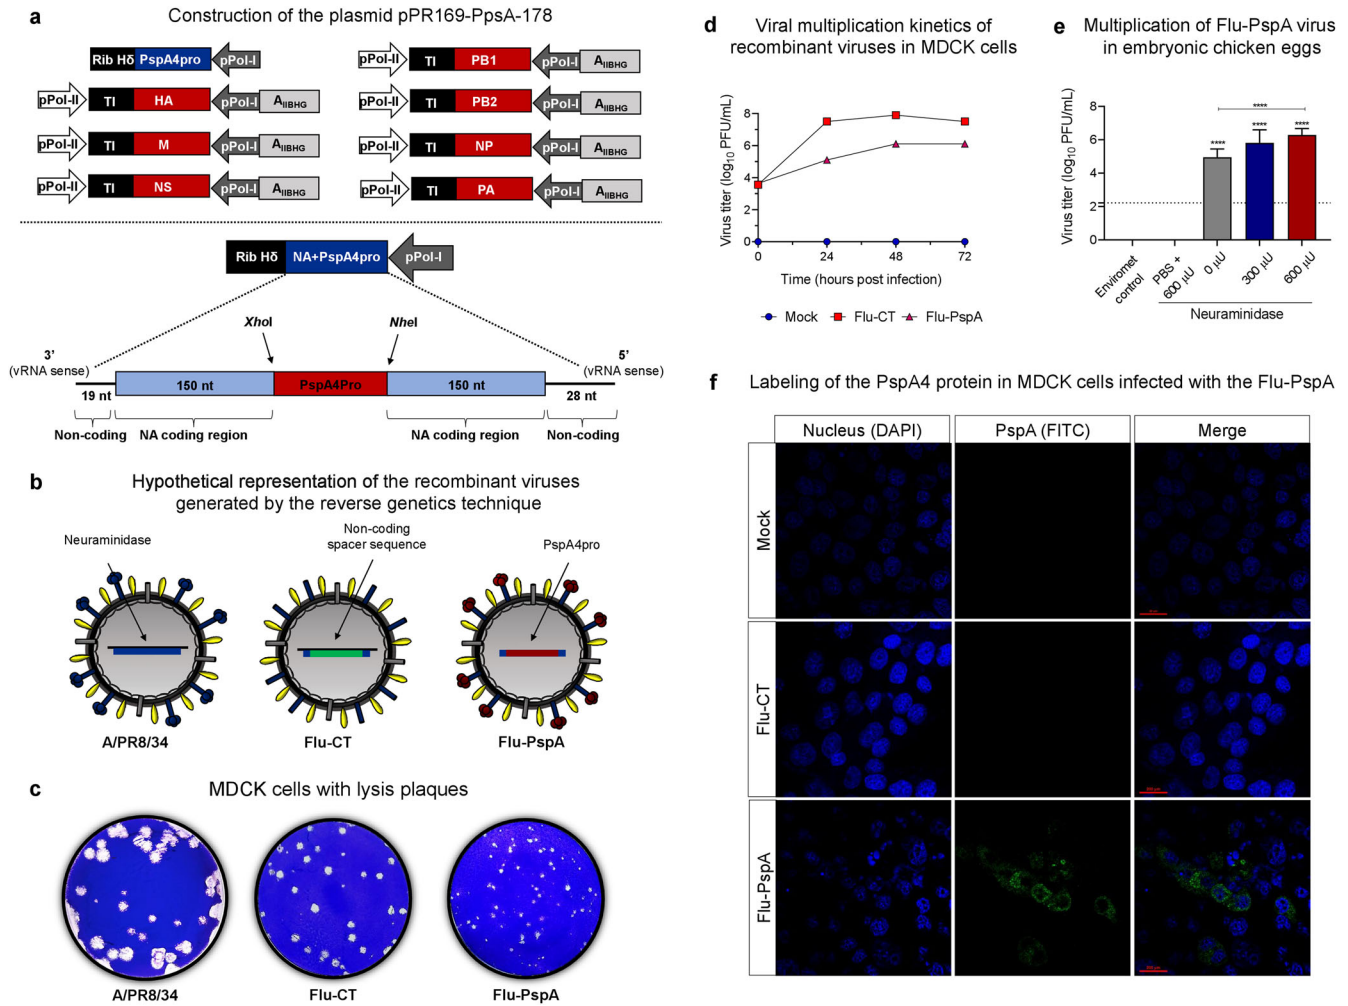 a
Construction of the plasmid pPR169-PpsA-178
Rib Hδ PspA4pro pPol-I
pPol-II TI PB1 pPol-I AIIBHG
pPol-II TI HA pPol-I AIIBHG
pPol-II TI PB2 pPol-I AIIBHG
pPol-II TI M pPol-I AIIBHG
pPol-II TI NP pPol-I AIIBHG
pPol-II TI NS pPol-I AIIBHG
pPol-II TI PA pPol-I AIIBHG
Rib Hδ NA+PspA4pro pPol-I
XhoI
NheI
3’
(vRNA sense)
5’
(vRNA sense)
150 nt
PspA4Pro
150 nt
19 nt
28 nt
Non-coding
NA coding region
NA coding region
Non-coding
b
Hypothetical representation of the recombinant viruses
generated by the reverse genetics technique
Neuraminidase
Non-coding
spacer sequence
PspA4pro
A/PR8/34
Flu-CT
Flu-PspA
c
MDCK cells with lysis plaques
A/PR8/34
Flu-CT
Flu-PspA
d
Viral multiplication kinetics of
recombinant viruses in MDCK cells
Virus titer (log10 PFU/mL)
8
6
4
2
0
0 24 48 72
Time (hours post infection)
Mock Flu-CT Flu-PspA
e
Multiplication of Flu-PspA virus
in embryonic chicken eggs
Virus titer (log10 PFU/mL)
8
6
4
2
0
****
****
****
****
Enviromet
control
PBS +
600 µU
0 µU
300 µU
600 µU
Neuraminidase
f
Labeling of the PspA4 protein in MDCK cells infected with the Flu-PspA
Nucleus (DAPI)
PspA (FITC)
Merge
Mock
Flu-CT
Flu-PspA